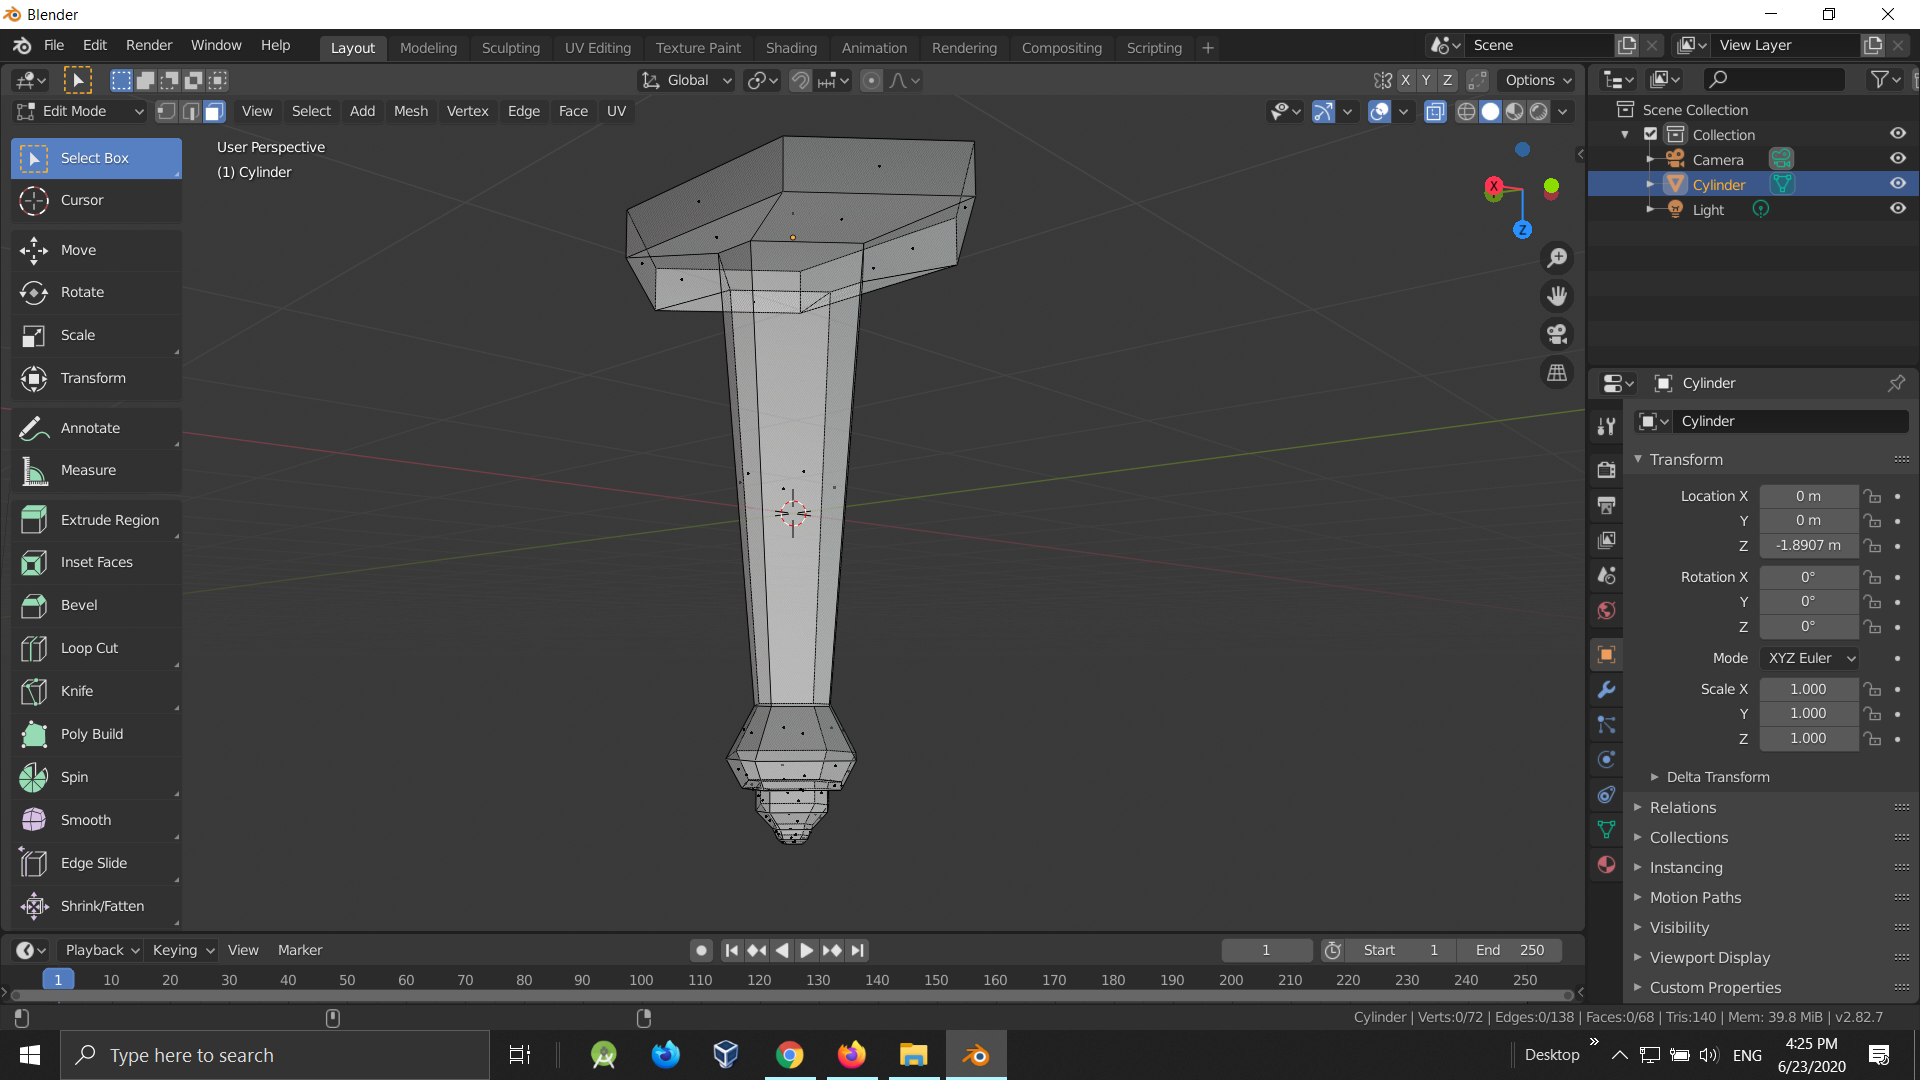 Blender
File Edit Render Window Help Layout Modeling Sculpting UV Editing Texture Paint Shading Animation Rendering Compositing Scripting + Scene View Layer
Global X Y Z Options
Edit Mode View Select Add Mesh Vertex Edge Face UV
User Perspective
(1) Cylinder
Select Box
Cursor
Move
Rotate
Scale
Transform
Annotate
Measure
Extrude Region
Inset Faces
Bevel
Loop Cut
Knife
Poly Build
Spin
Smooth
Edge Slide
Shrink/Fatten
X
Z
Scene Collection
Collection
Camera
Cylinder
Light
Cylinder
Cylinder
Transform
Location X 0 m
Y 0 m
Z -1.8907 m
Rotation X 0°
Y 0°
Z 0°
Mode XYZ Euler
Scale X 1.000
Y 1.000
Z 1.000
Delta Transform
Relations
Collections
Instancing
Motion Paths
Visibility
Viewport Display
Custom Properties
Playback Keying View Marker 1 Start 1 End 250
1 10 20 30 40 50 60 70 80 90 100 110 120 130 140 150 160 170 180 190 200 210 220 230 240 250
Cylinder | Verts:0/72 | Edges:0/138 | Faces:0/68 | Tris:140 | Mem: 39.8 MiB | v2.82.7
Type here to search
Desktop » ENG
4:25 PM
6/23/2020